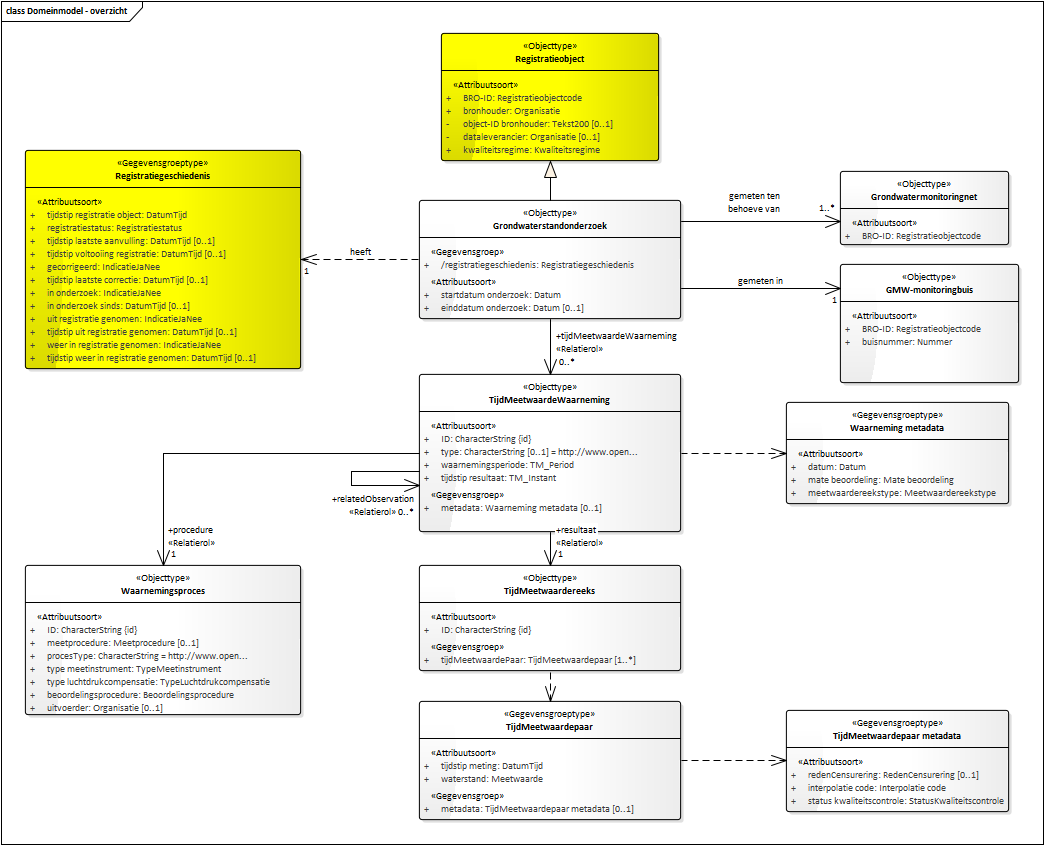 class Domeinmodel - overzicht
«Objecttype»
Registratieobject
«Attribuutsoort»
+ BRO-ID: Registratieobjectcode
+ bronhouder: Organisatie
- object-ID bronhouder: Tekst200 [0..1]
- dataleverancier: Organisatie [0..1]
+ kwaliteitsregime: Kwaliteitsregime
«Gegevensgroeptype»
Registratiegeschiedenis
«Attribuutsoort»
+ tijdstip registratie object: DatumTijd
+ registratiestatus: Registratiestatus
+ tijdstip laatste aanvulling: DatumTijd [0..1]
+ tijdstip voltooiing registratie: DatumTijd [0..1]
+ gecorrigeerd: IndicatieJaNee
+ tijdstip laatste correctie: DatumTijd [0..1]
+ in onderzoek: IndicatieJaNee
+ in onderzoek sinds: DatumTijd [0..1]
+ uit registratie genomen: IndicatieJaNee
+ tijdstip uit registratie genomen: DatumTijd [0..1]
+ weer in registratie genomen: IndicatieJaNee
+ tijdstip weer in registratie genomen: DatumTijd [0..1]
heeft
1
«Objecttype»
Grondwaterstandonderzoek
«Gegevensgroep»
+ /registratiegeschiedenis: Registratiegeschiedenis
«Attribuutsoort»
+ startdatum onderzoek: Datum
+ einddatum onderzoek: Datum [0..1]
gemeten ten
behoeve van
1..*
«Objecttype»
Grondwatermonitoringnet
«Attribuutsoort»
+ BRO-ID: Registratieobjectcode
gemeten in
1
«Objecttype»
GMW-monitoringbuis
«Attribuutsoort»
+ BRO-ID: Registratieobjectcode
+ buisnummer: Nummer
+tijdMeetwaardeWaarneming
«Relatierol»
0..*
«Objecttype»
TijdMeetwaardeWaarneming
«Attribuutsoort»
+ ID: CharacterString {id}
+ type: CharacterString [0..1] = http://www.open...
+ waarnemingsperiode: TM_Period
+ tijdstip resultaat: TM_Instant
«Gegevensgroep»
+ metadata: Waarneming metadata [0..1]
«Gegevensgroeptype»
Waarneming metadata
«Attribuutsoort»
+ datum: Datum
+ mate beoordeling: Mate beoordeling
+ meetwaardereekstype: Meetwaardereekstype
+relatedObservation
«Relatierol» 0..*
+procedure
«Relatierol»
1
+resultaat
«Relatierol»
1
«Objecttype»
Waarnemingsproces
«Attribuutsoort»
+ ID: CharacterString {id}
+ meetprocedure: Meetprocedure [0..1]
+ procesType: CharacterString = http://www.open...
+ type meetinstrument: TypeMeetinstrument
+ type luchtdrukcompensatie: TypeLuchtdrukcompensatie
+ beoordelingsprocedure: Beoordelingsprocedure
+ uitvoerder: Organisatie [0..1]
«Objecttype»
TijdMeetwaardereeks
«Attribuutsoort»
+ ID: CharacterString {id}
«Gegevensgroep»
+ tijdMeetwaardePaar: TijdMeetwaardepaar [1..*]
«Gegevensgroeptype»
TijdMeetwaardepaar
«Attribuutsoort»
+ tijdstip meting: DatumTijd
+ waterstand: Meetwaarde
«Gegevensgroep»
+ metadata: TijdMeetwaardepaar metadata [0..1]
«Gegevensgroeptype»
TijdMeetwaardepaar metadata
«Attribuutsoort»
+ redenCensurering: RedenCensurering [0..1]
+ interpolatie code: Interpolatie code
+ status kwaliteitscontrole: StatusKwaliteitscontrole